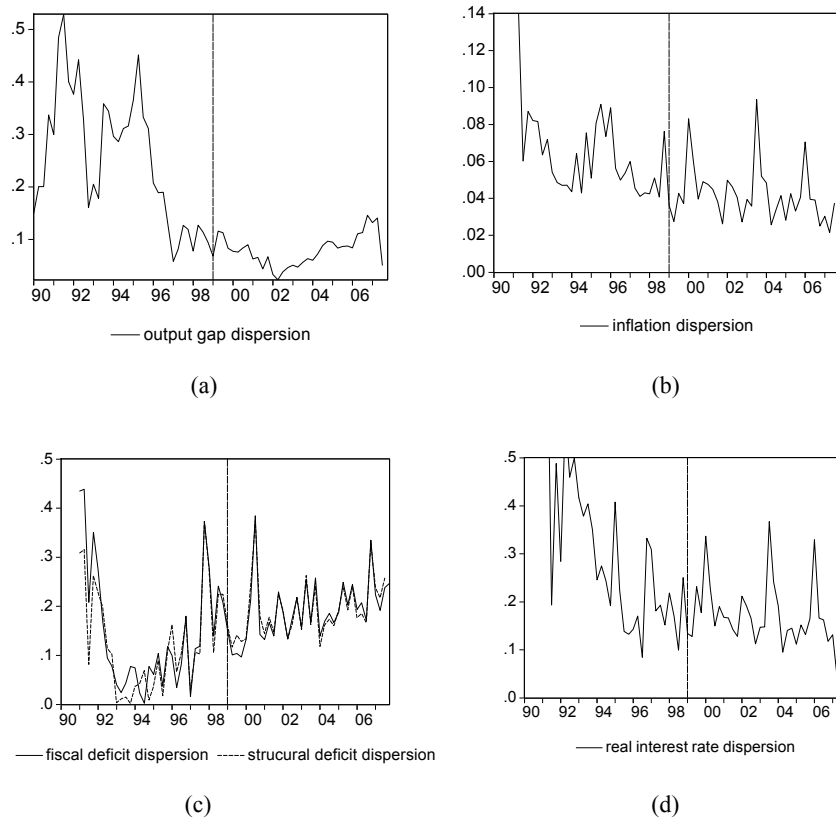 .5
.4
.3
.2
.1
90 92 94 96 98 00 02 04 06
output gap dispersion
(a)
.14
.12
.10
.08
.06
.04
.02
.00
90 92 94 96 98 00 02 04 06
inflation dispersion
(b)
.5
.4
.3
.2
.1
.0
90 92 94 96 98 00 02 04 06
fiscal deficit dispersion strucural deficit dispersion
(c)
.5
.4
.3
.2
.1
.0
90 92 94 96 98 00 02 04 06
real interest rate dispersion
(d)